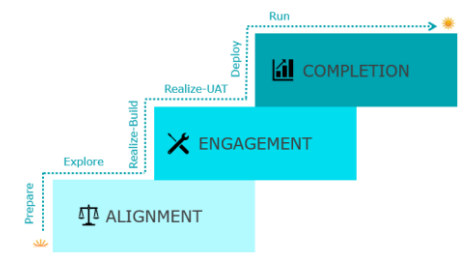 Run
Deploy
COMPLETION
Realize-UAT
Realize-Build
ENGAGEMENT
Explore
Prepare
ALIGNMENT